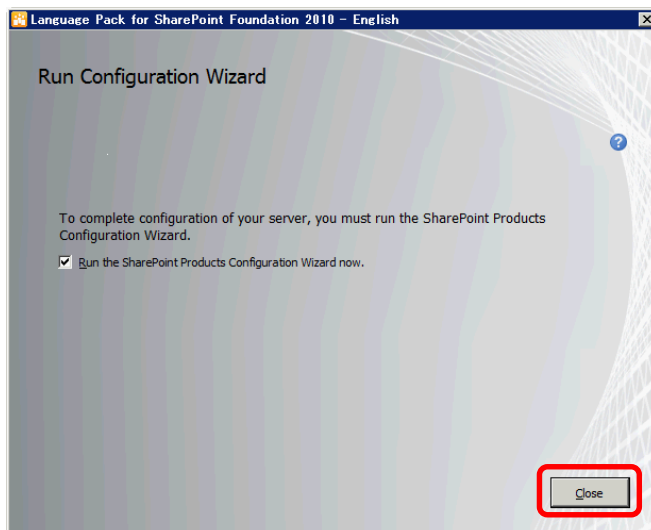 Language Pack for SharePoint Foundation 2010 - English
Run Configuration Wizard
To complete configuration of your server, you must run the SharePoint Products
Configuration Wizard.
Run the SharePoint Products Configuration Wizard now.
Close